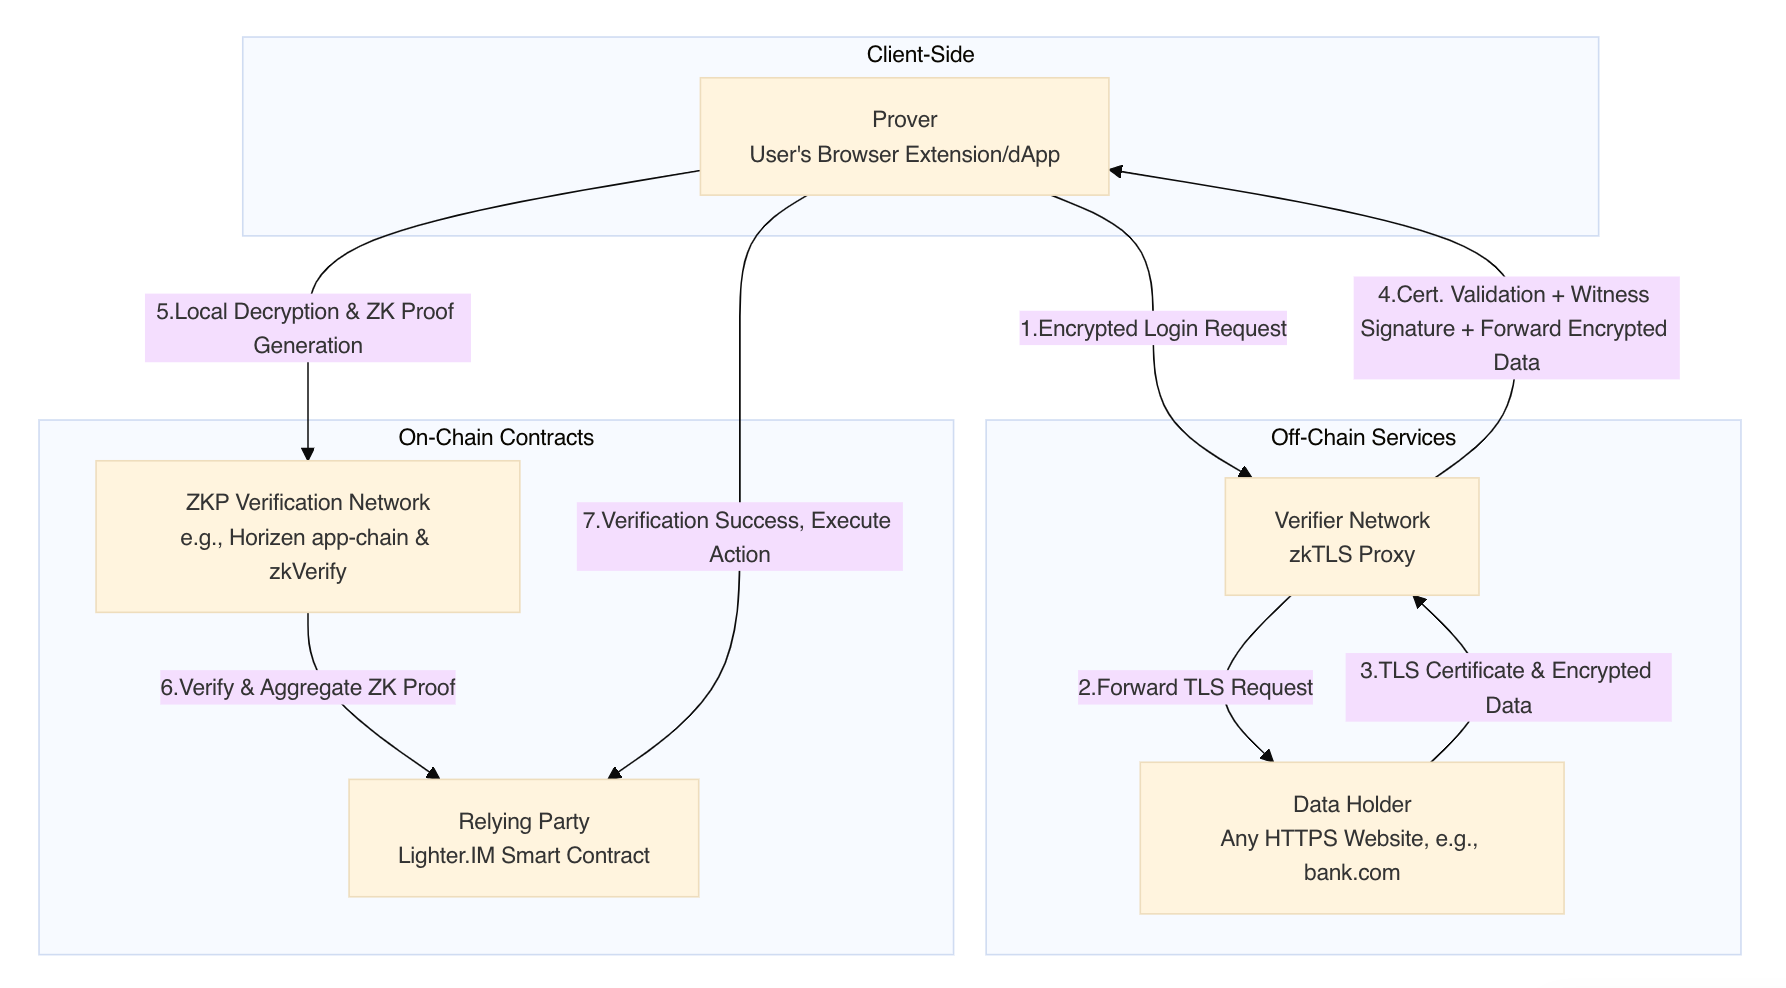 Client-Side
Prover
User's Browser Extension/dApp
5.Local Decryption & ZK Proof
Generation
1.Encrypted Login Request
4.Cert. Validation + Witness
Signature + Forward Encrypted
Data
On-Chain Contracts
ZKP Verification Network
e.g., Horizen app-chain &
zkVerify
7.Verification Success, Execute
Action
6.Verify & Aggregate ZK Proof
Relying Party
Lighter.IM Smart Contract
Off-Chain Services
Verifier Network
zkTLS Proxy
2.Forward TLS Request
3.TLS Certificate & Encrypted
Data
Data Holder
Any HTTPS Website, e.g.,
bank.com